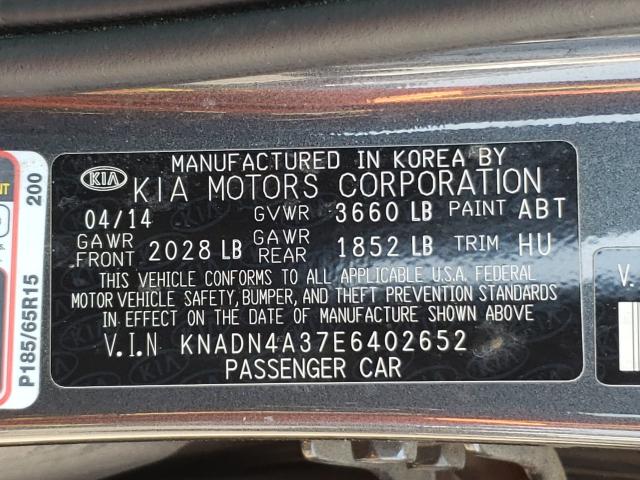 MANUFACTURED IN KOREA BY
KIA KIA MOTORS CORPORATION
04/14 GVWR 3660 LB PAINT ABT
GAWR FRONT 2028 LB GAWR REAR 1852 LB TRIM HU
THIS VEHICLE CONFORMS TO ALL APPLICABLE U.S.A. FEDERAL
MOTOR VEHICLE SAFETY, BUMPER, AND THEFT PREVENTION STANDARDS
IN EFFECT ON THE DATE OF MANUFACTURE SHOWN ABOVE
V.I.N KNADN4A37E6402652
PASSENGER CAR
P185/65R15 200
V.